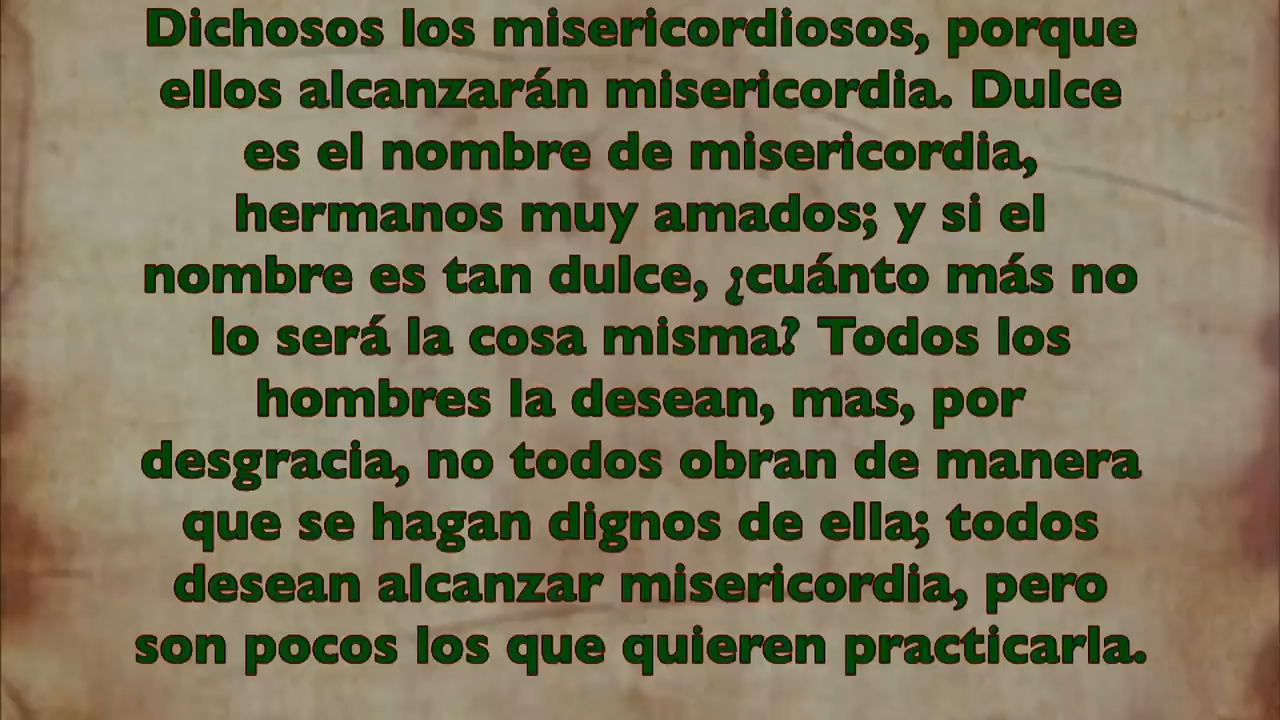 Dichosos los misericordiosos, porque
ellos alcanzarán misericordia. Dulce
es el nombre de misericordia,
hermanos muy amados; y si el
nombre es tan dulce, ¿cuánto más no
lo será la cosa misma? Todos los
hombres la desean, mas, por
desgracia, no todos obran de manera
que se hagan dignos de ella; todos
desean alcanzar misericordia, pero
son pocos los que quieren practicarla.